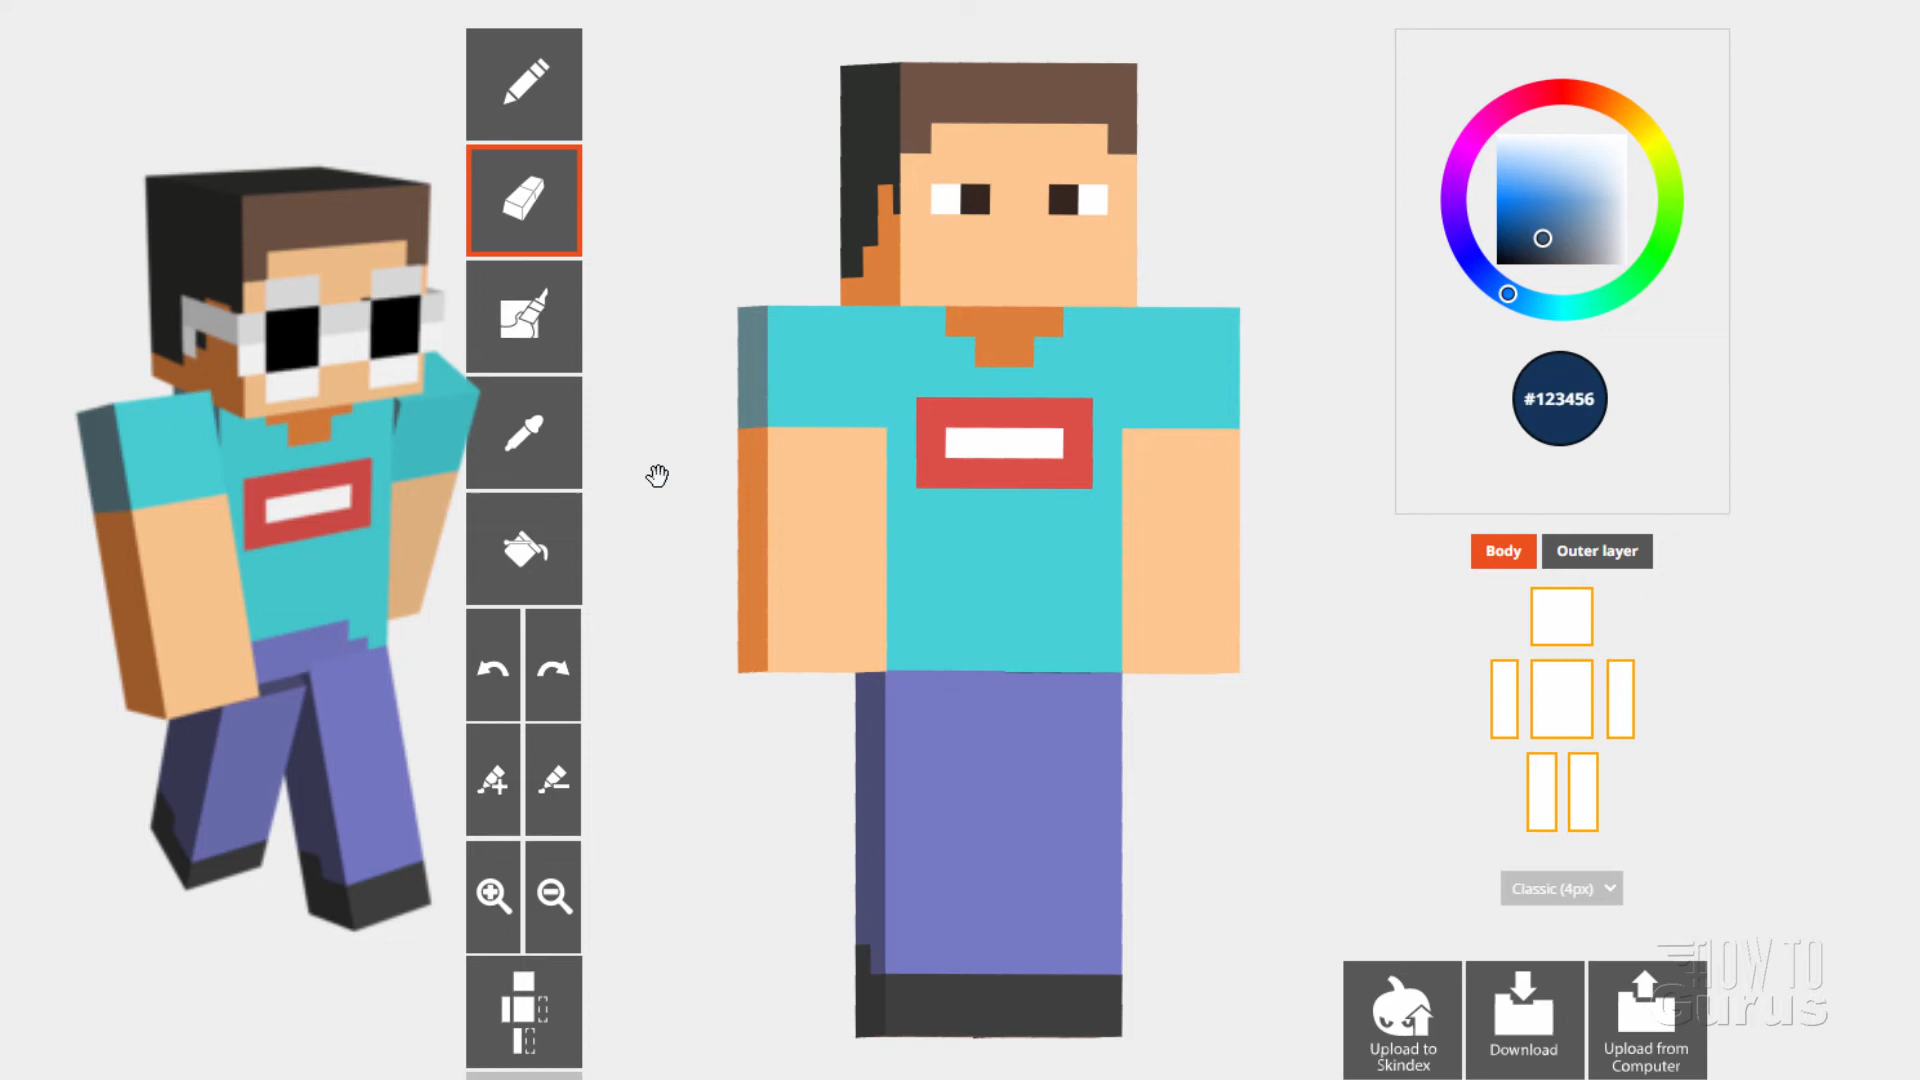 #123456
Body
Outer layer
Classic (4px)
HOW TO
Gurus
Upload to
Skindex
Download
Upload from
Computer